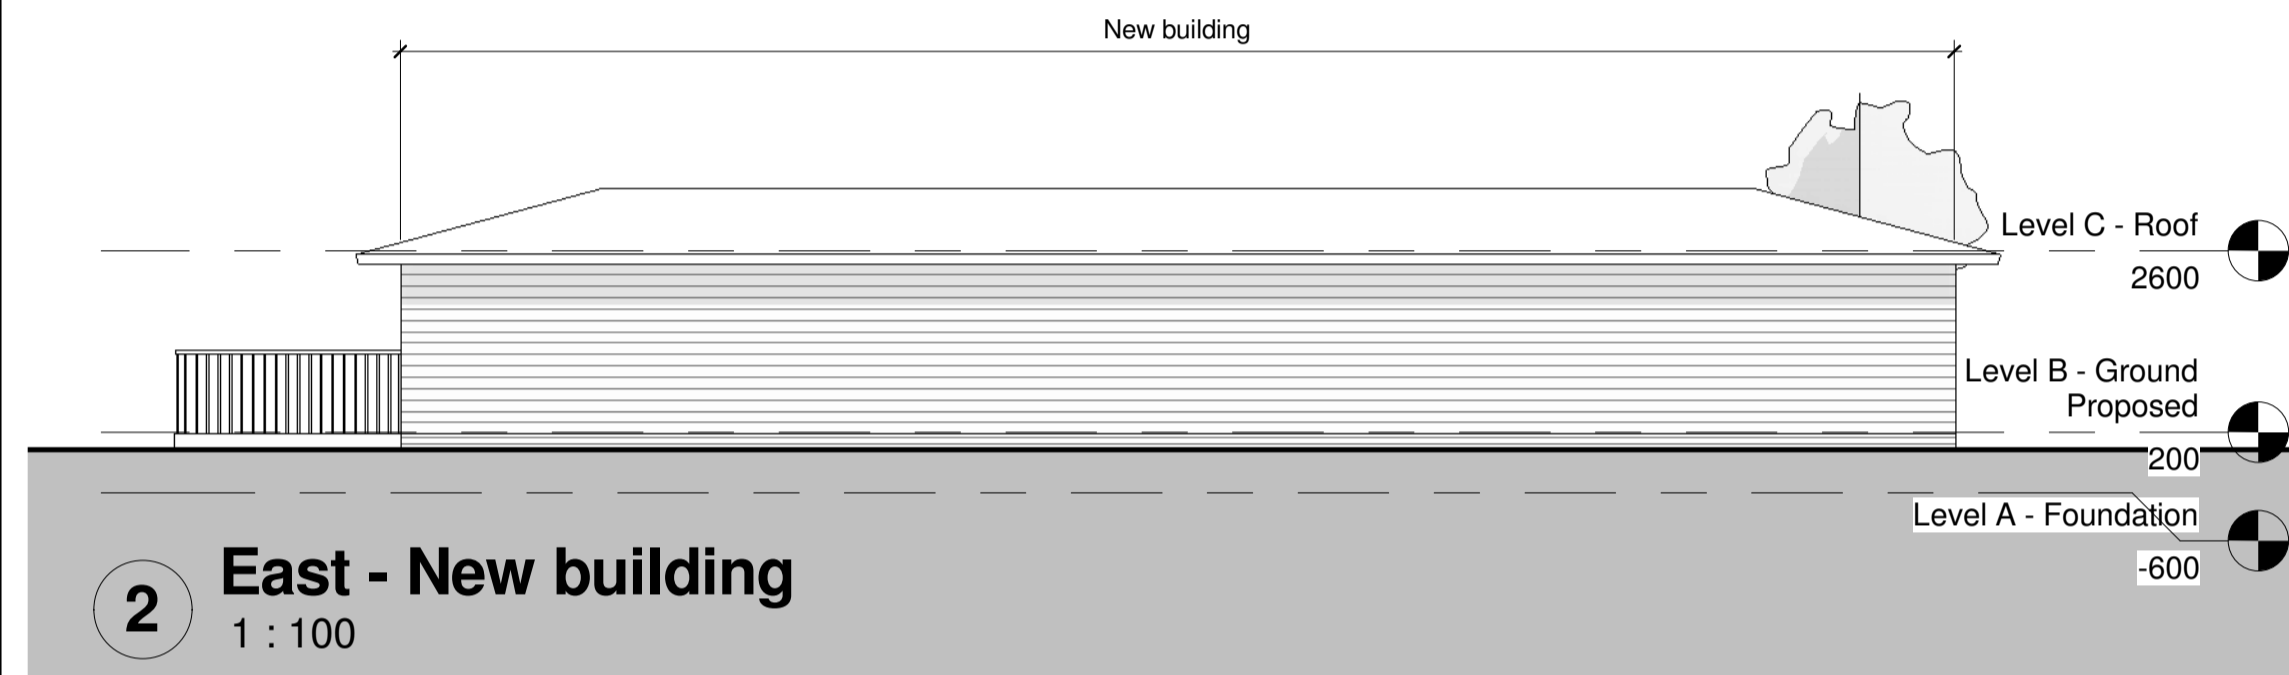 New building
Level C - Roof
2600
Level B - Ground
Proposed
200
Level A - Foundation
-600
2
East - New building
1 : 100